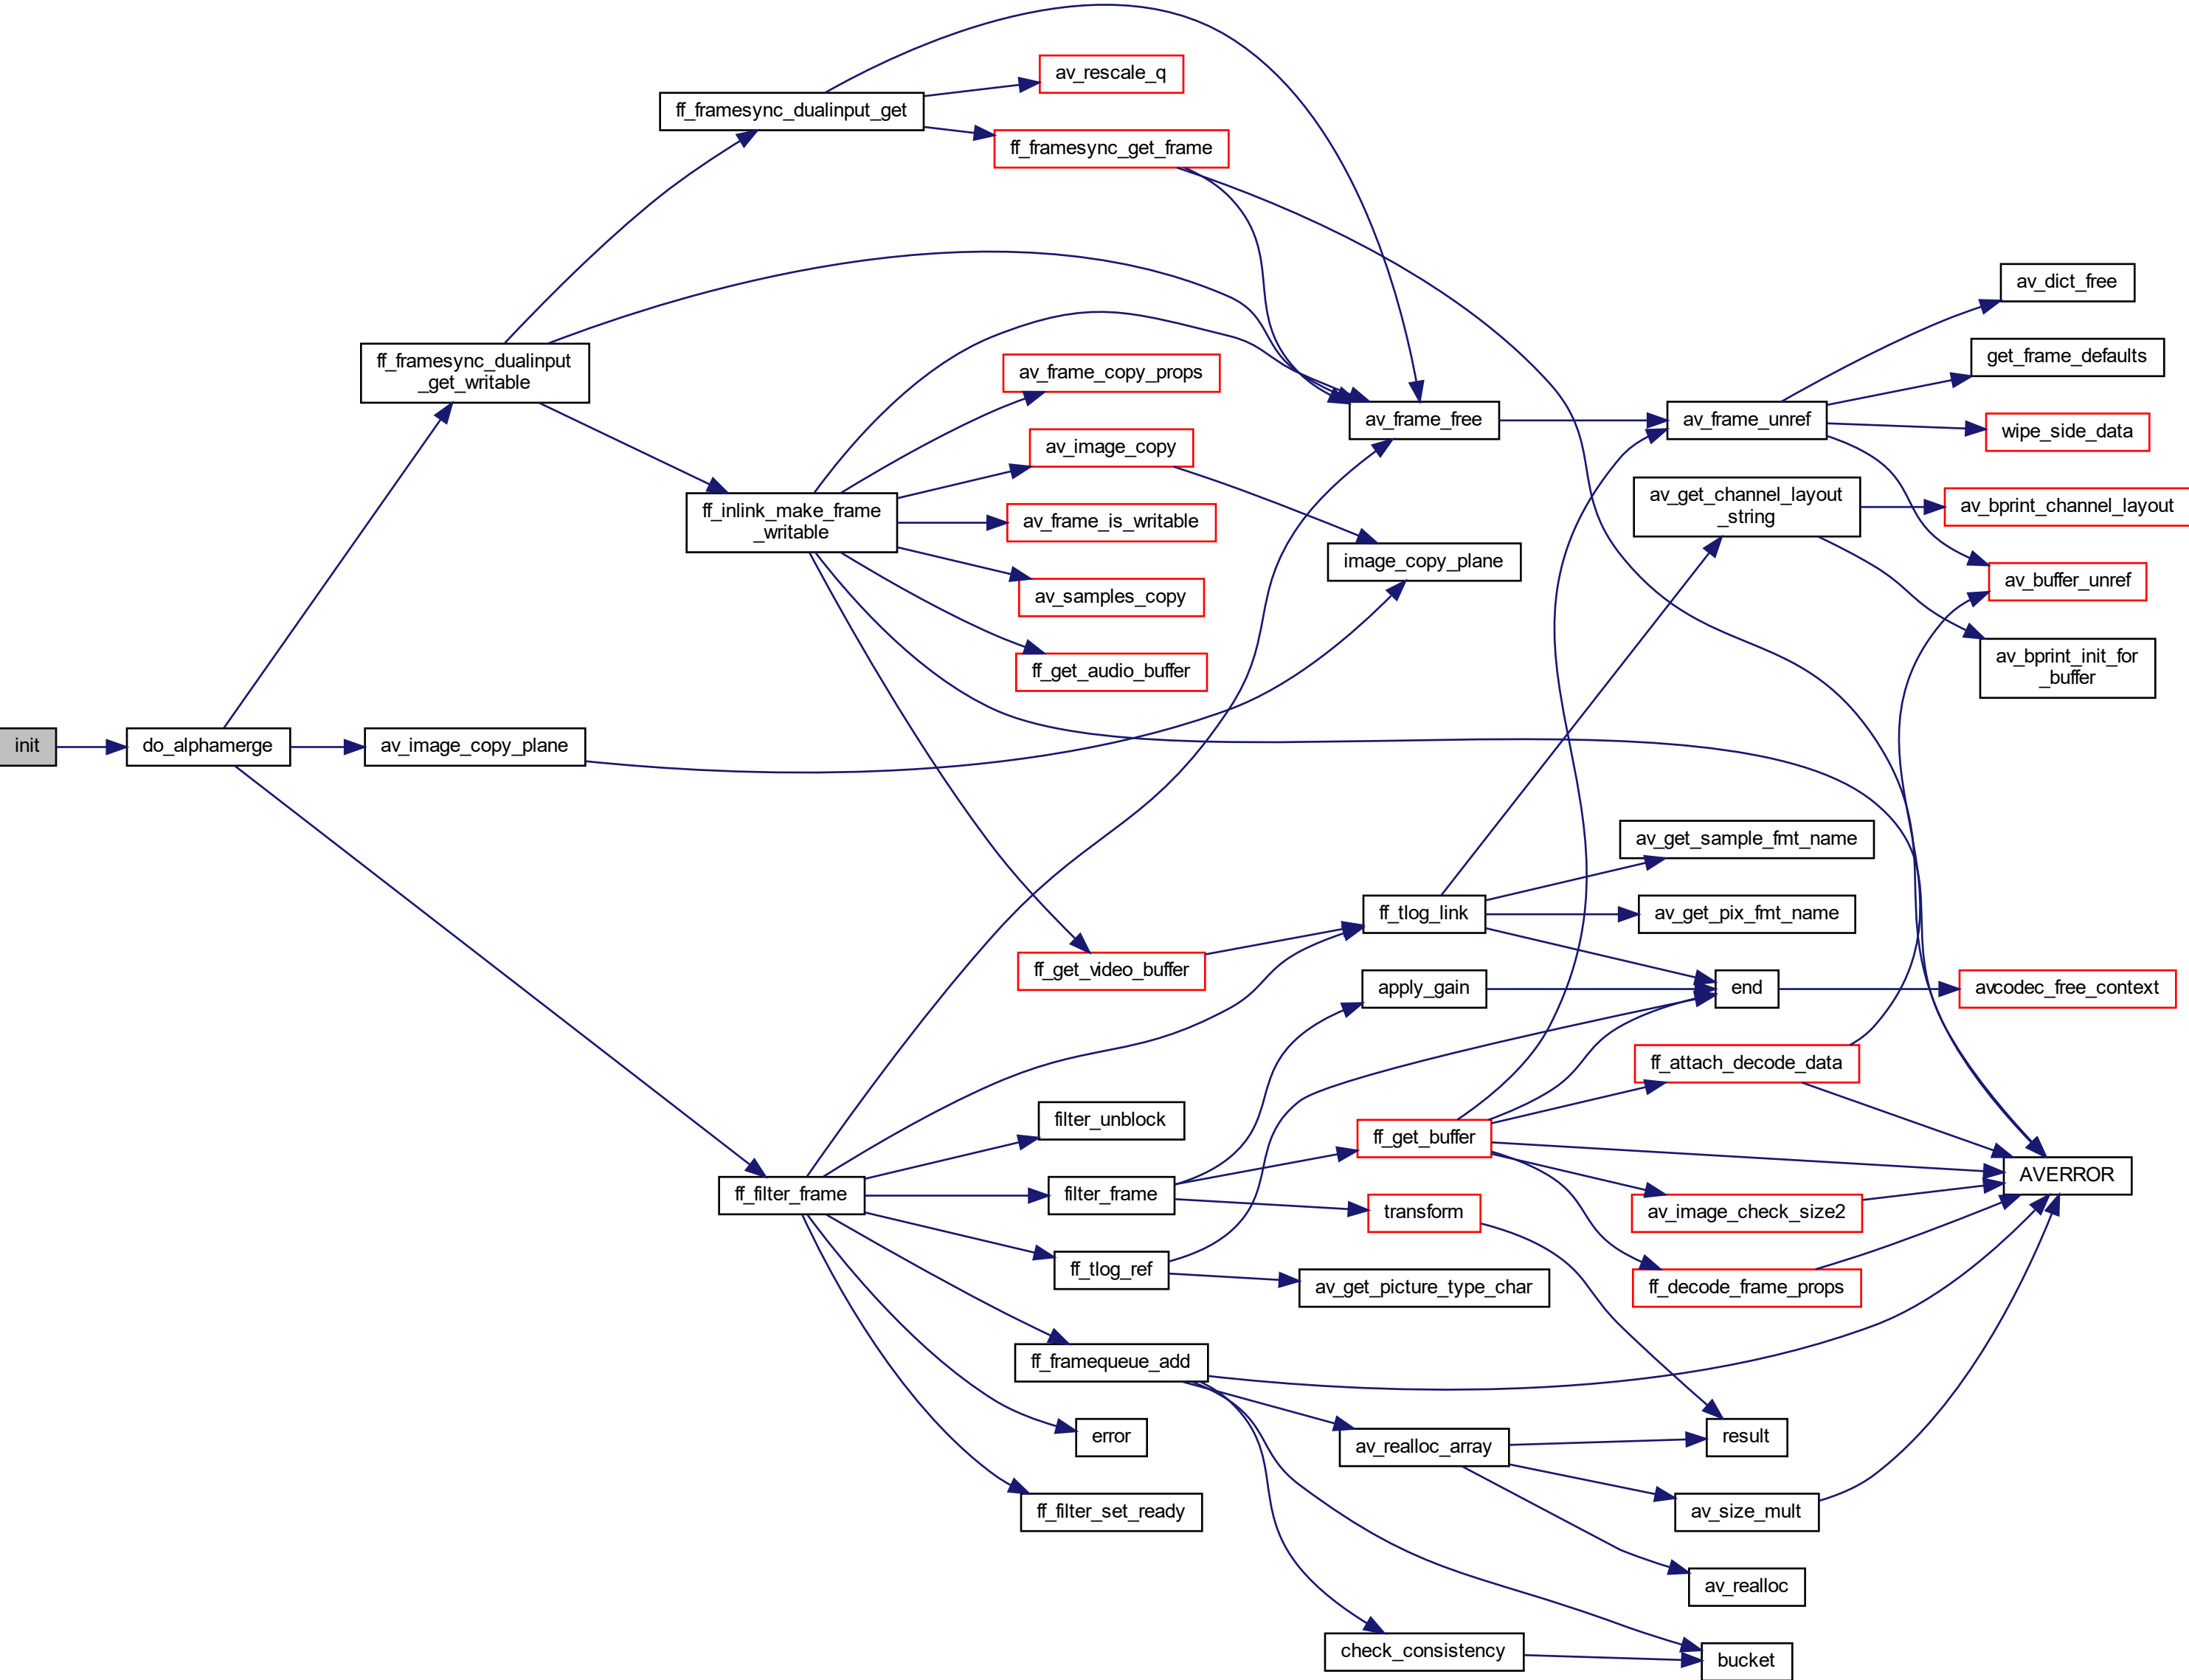 av_rescale_q
ff_framesync_dualinput_get
ff_framesync_get_frame
av_dict_free
ff_framesync_dualinput
_get_writable
get_frame_defaults
av_frame_copy_props
av_frame_free
av_frame_unref
wipe_side_data
av_image_copy
av_get_channel_layout
_string
av_bprint_channel_layout
ff_inlink_make_frame
_writable
av_frame_is_writable
image_copy_plane
av_buffer_unref
av_samples_copy
av_bprint_init_for
_buffer
ff_get_audio_buffer
init
do_alphamerge
av_image_copy_plane
av_get_sample_fmt_name
ff_tlog_link
av_get_pix_fmt_name
ff_get_video_buffer
apply_gain
end
avcodec_free_context
ff_attach_decode_data
filter_unblock
ff_get_buffer
AVERROR
ff_filter_frame
filter_frame
transform
av_image_check_size2
ff_tlog_ref
av_get_picture_type_char
ff_decode_frame_props
ff_framequeue_add
error
av_realloc_array
result
ff_filter_set_ready
av_size_mult
av_realloc
check_consistency
bucket